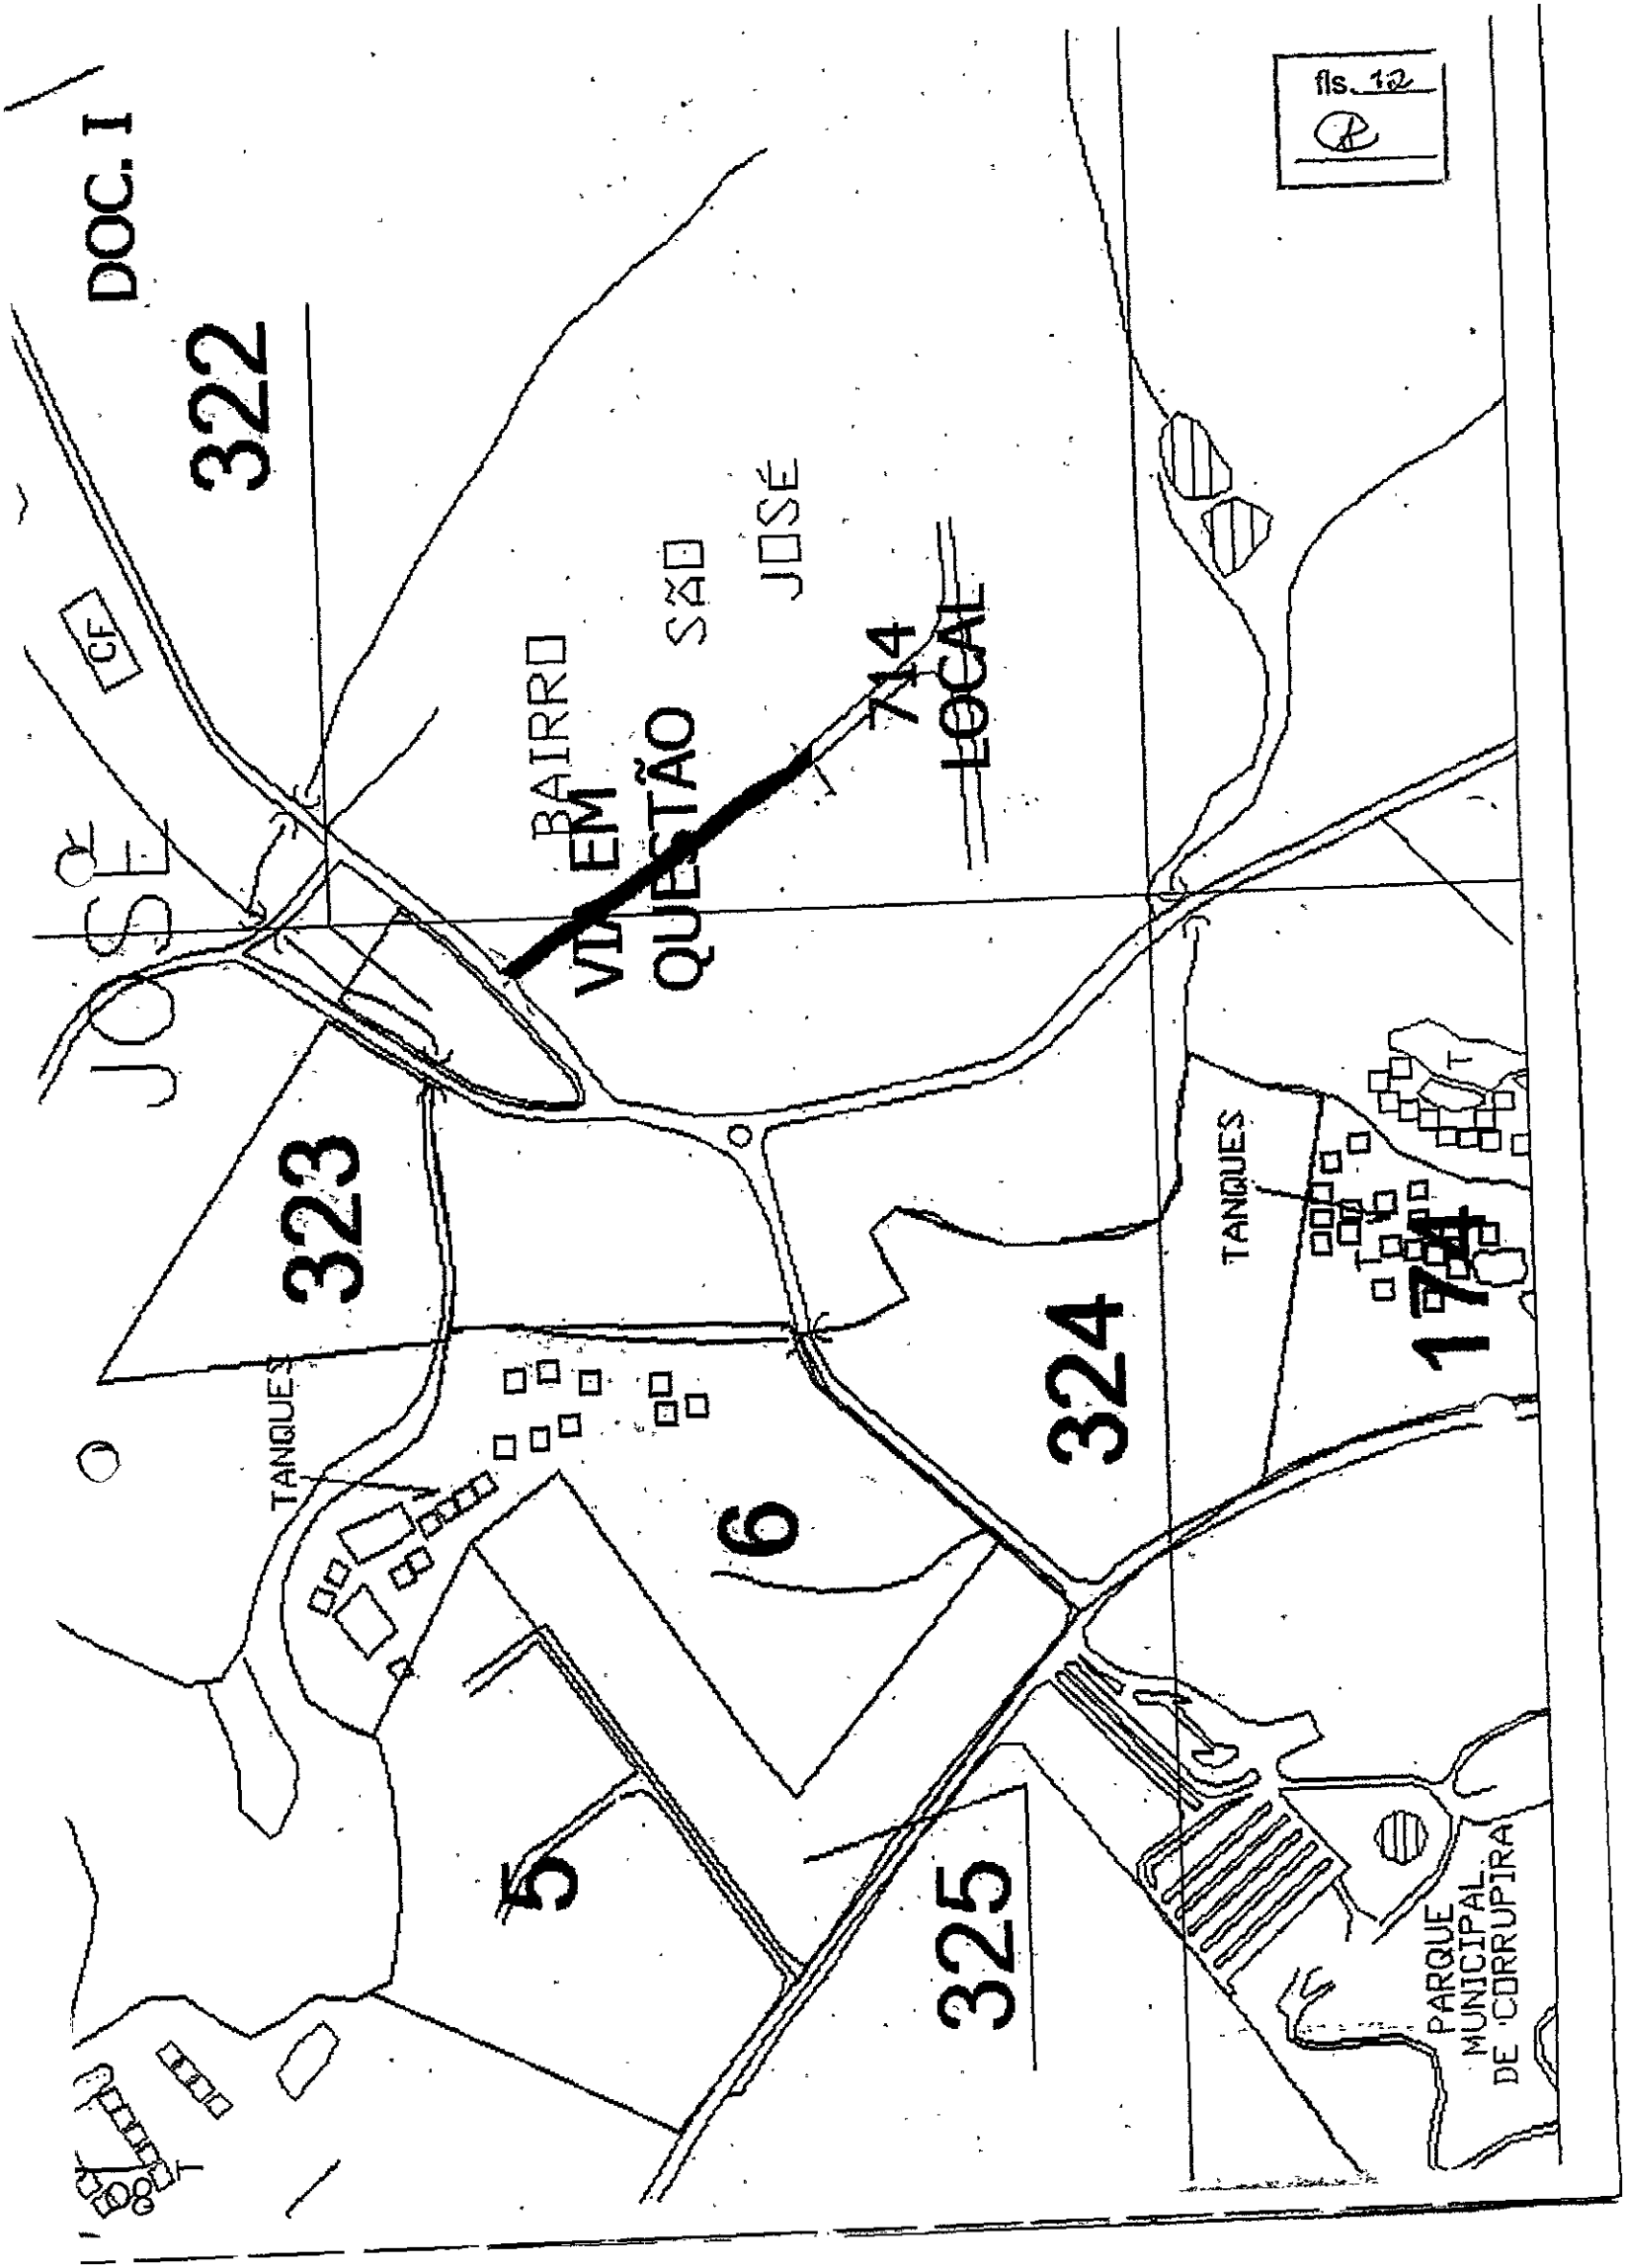 DOC. I
fls. 12
322
CF
JOSÉ
BAIRRO
SÃO
JOSÉ
VIA EM
QUESTÃO
714
LOCAL
323
TANQUES
324
TANQUES
T
T
174
6
5
325
PARQUE
MUNICIPAL
DE CORRUPIRA
T